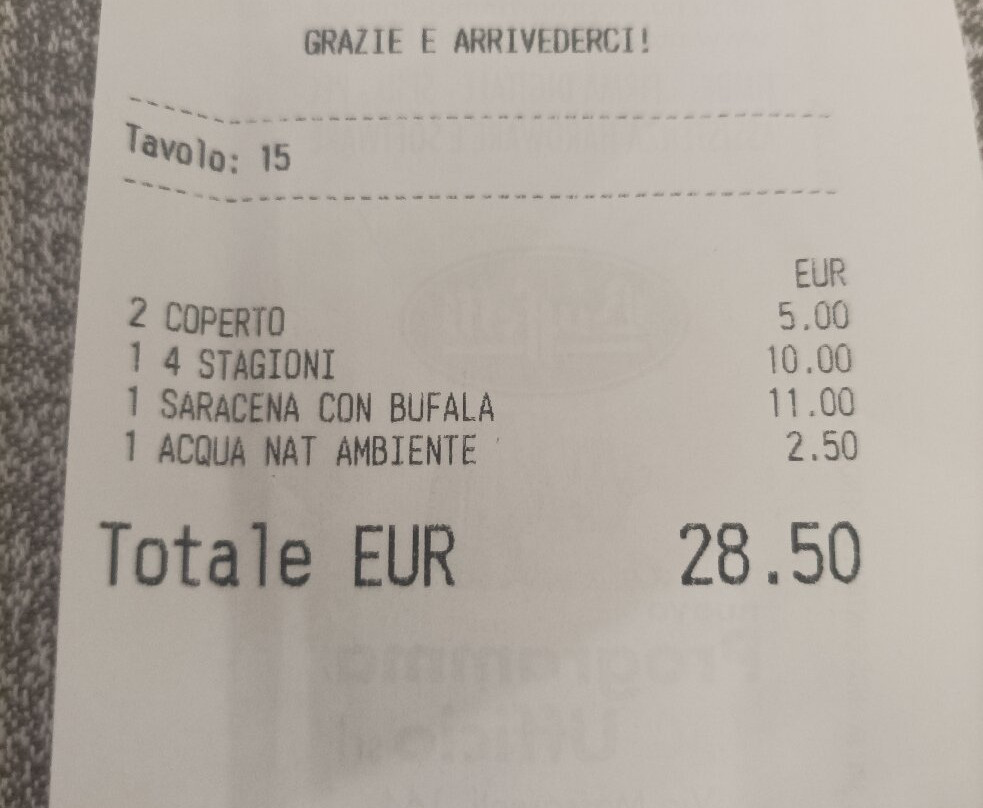 GRAZIE E ARRIVEDERCI!
Tavolo: 15
EUR
2 COPERTO 5.00
1 4 STAGIONI 10.00
1 SARACENA CON BUFALA 11.00
1 ACQUA NAT AMBIENTE 2.50
Totale EUR 28.50